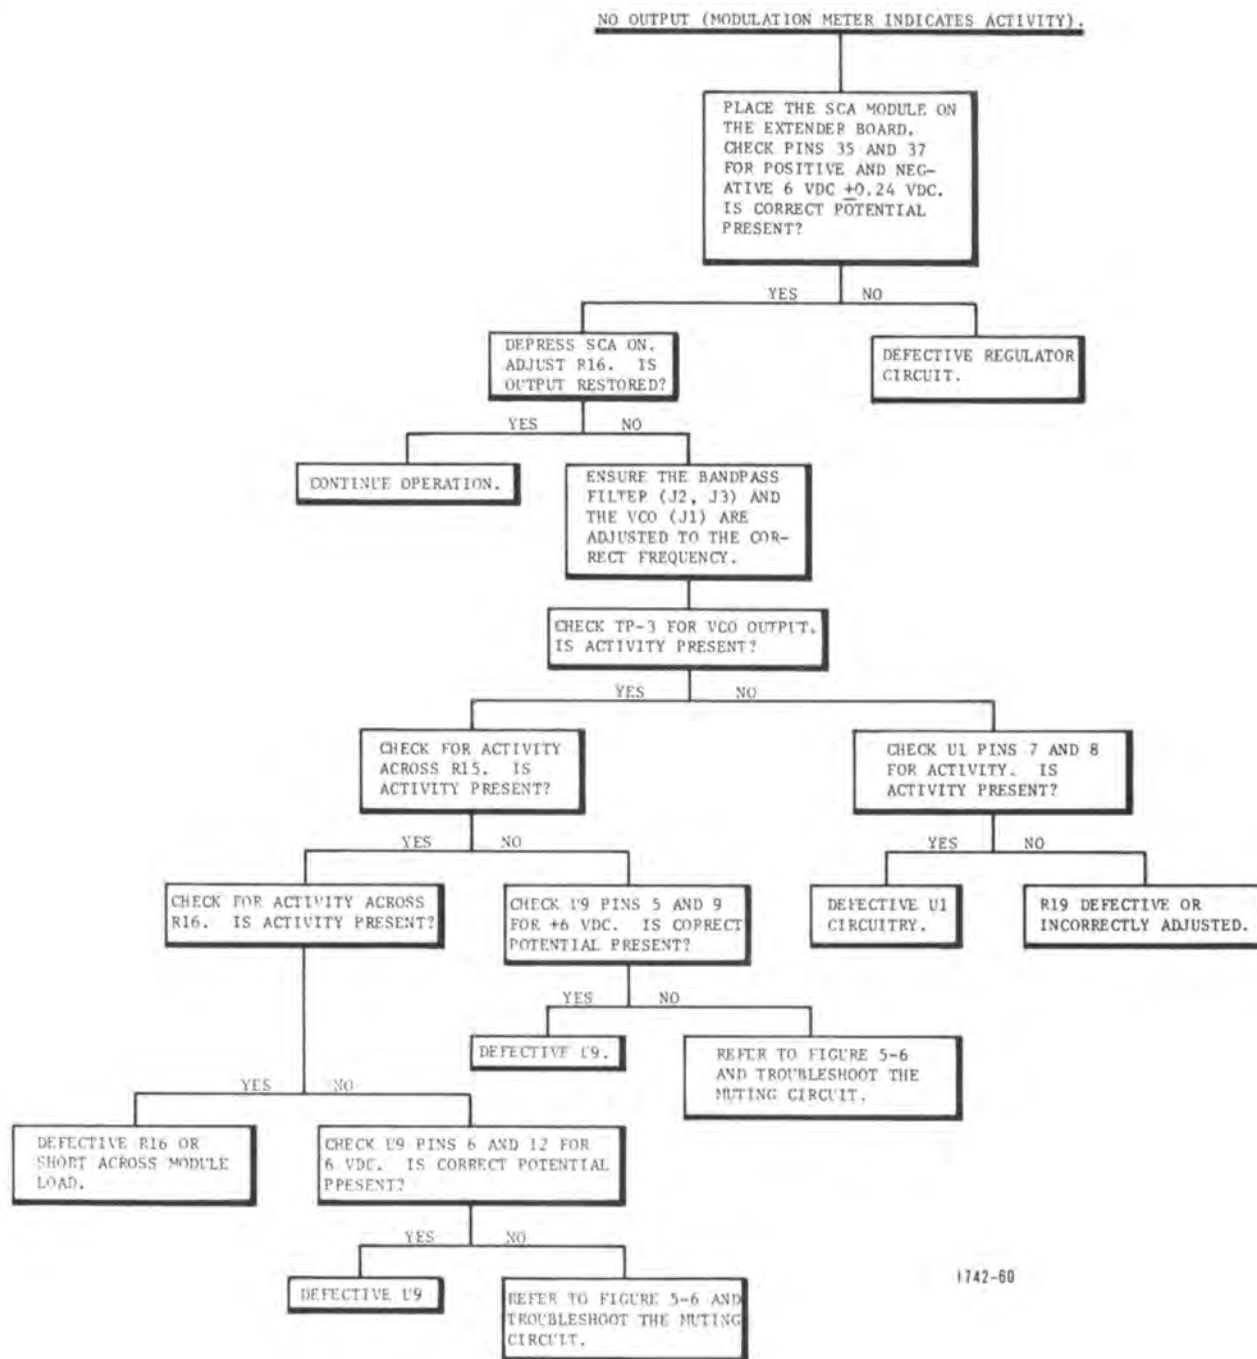 NO OUTPUT (MODULATION METER INDICATES ACTIVITY).
PLACE THE SCA MODULE ON
THE EXTENDER BOARD.
CHECK PINS 35 AND 37
FOR POSITIVE AND NEG-
ATIVE 6 VDC ±0.24 VDC.
IS CORRECT POTENTIAL
PRESENT?
YES NO
DEPRESS SCA ON.
ADJUST R16. IS
OUTPUT RESTORED?
DEFECTIVE REGULATOR
CIRCUIT.
YES NO
CONTINUE OPERATION.
ENSURE THE BANDPASS
FILTER (J2, J3) AND
THE VCO (J1) ARE
ADJUSTED TO THE COR-
RECT FREQUENCY.
CHECK TP-3 FOR VCO OUTPUT.
IS ACTIVITY PRESENT?
YES NO
CHECK FOR ACTIVITY
ACROSS R15. IS
ACTIVITY PRESENT?
CHECK U1 PINS 7 AND 8
FOR ACTIVITY. IS
ACTIVITY PRESENT?
YES NO
YES NO
CHECK FOR ACTIVITY ACROSS
R16. IS ACTIVITY PRESENT?
CHECK U9 PINS 5 AND 9
FOR +6 VDC. IS CORRECT
POTENTIAL PRESENT?
DEFECTIVE U1
CIRCUITRY.
R19 DEFECTIVE OR
INCORRECTLY ADJUSTED.
YES NO
DEFECTIVE U9.
REFER TO FIGURE 5-6
AND TROUBLESHOOT THE
MUTING CIRCUIT.
YES NO
DEFECTIVE R16 OR
SHORT ACROSS MODULE
LOAD.
CHECK U9 PINS 6 AND 12 FOR
6 VDC. IS CORRECT POTENTIAL
PRESENT?
YES NO
DEFECTIVE U9
REFER TO FIGURE 5-6 AND
TROUBLESHOOT THE MUTING
CIRCUIT.
1742-60